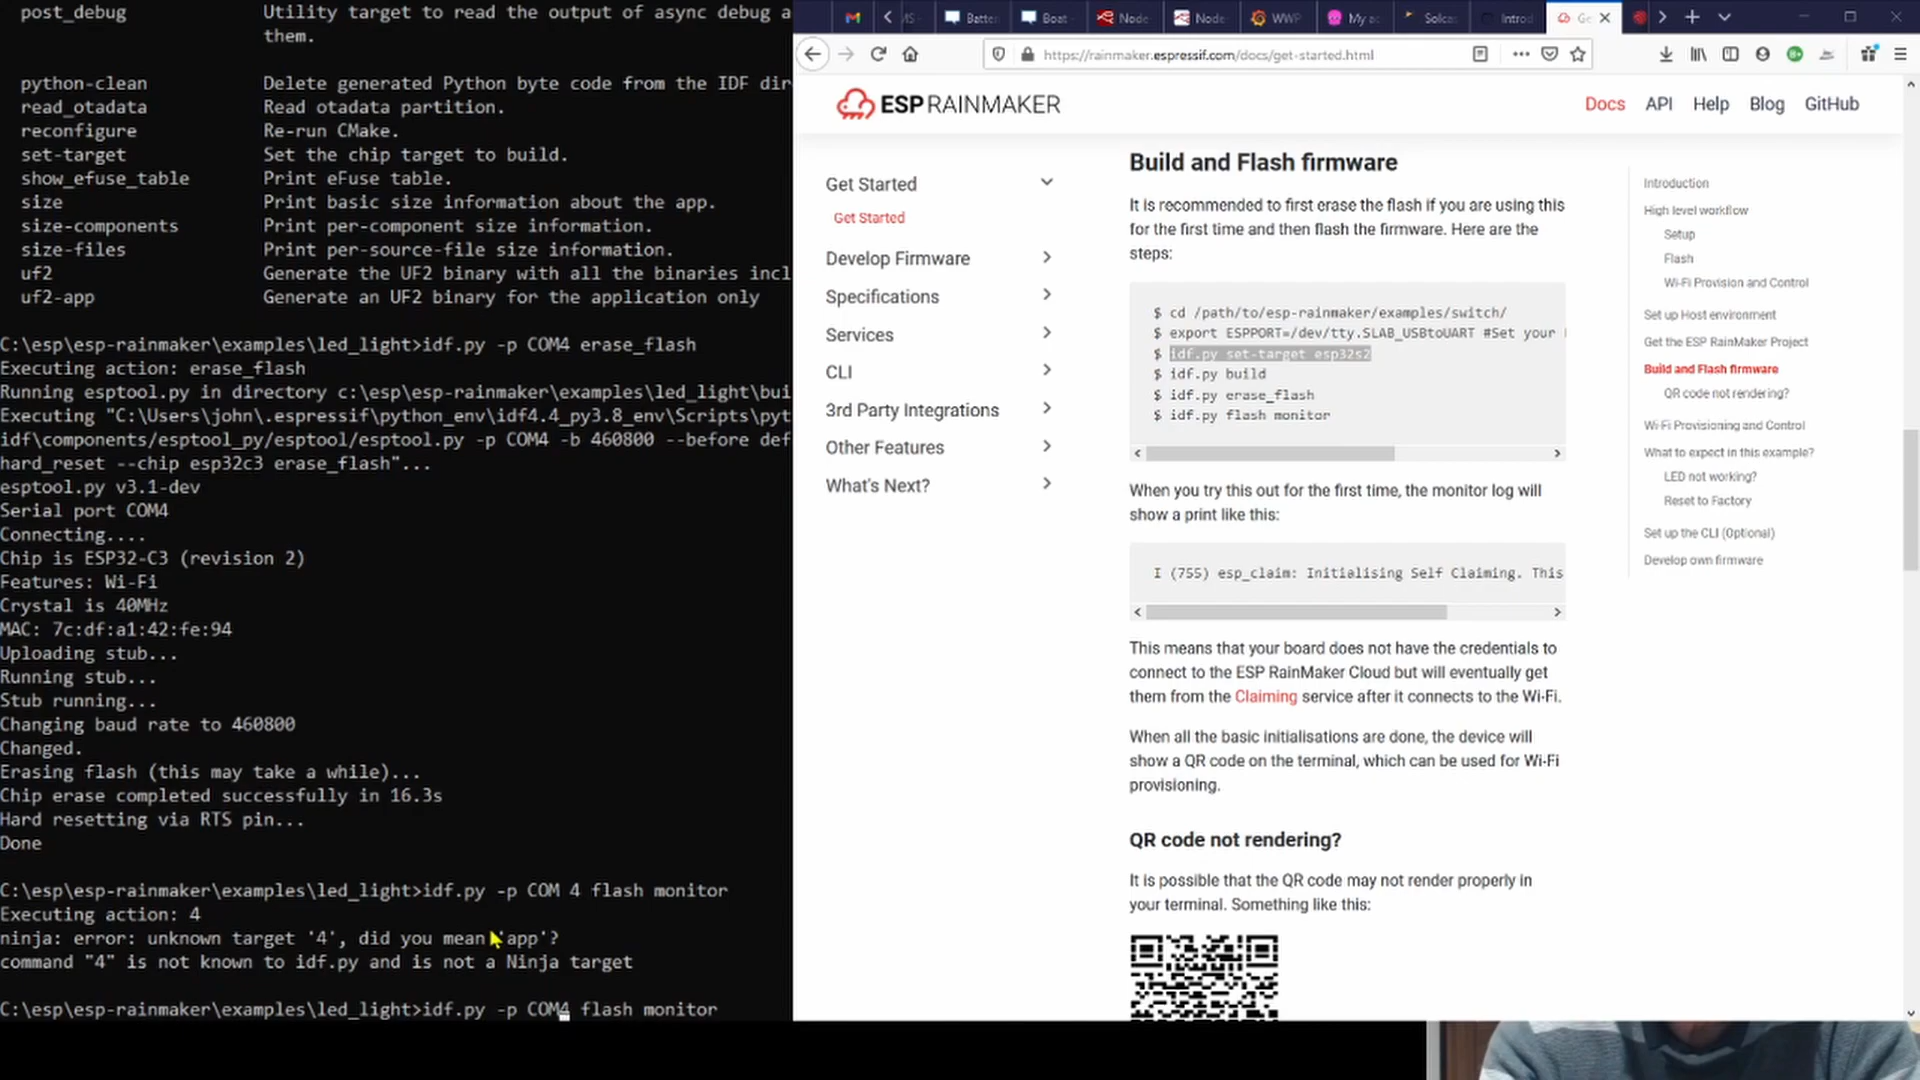 post_debug Utility target to read the output of async debug a
them.
python-clean Delete generated Python byte code from the IDF dir
read_otadata Read otadata partition.
reconfigure Re-run CMake.
set-target Set the chip target to build.
show_efuse_table Print eFuse table.
size Print basic size information about the app.
size-components Print per-component size information.
size-files Print per-source-file size information.
uf2 Generate the UF2 binary with all the binaries incl
uf2-app Generate an UF2 binary for the application only
C:\esp\esp-rainmaker\examples\led_light>idf.py -p COM4 erase_flash
Executing action: erase_flash
Running esptool.py in directory c:\esp\esp-rainmaker\examples\led_light\bui
Executing "C:\Users\john\.espressif\python_env\idf4.4_py3.8_env\Scripts\pyt
idf\components/esptool_py/esptool/esptool.py -p COM4 -b 460800 --before def
hard_reset --chip esp32c3 erase_flash"...
esptool.py v3.1-dev
Serial port COM4
Connecting....
Chip is ESP32-C3 (revision 2)
Features: Wi-Fi
Crystal is 40MHz
MAC: 7c:df:a1:42:fe:94
Uploading stub...
Running stub...
Stub running...
Changing baud rate to 460800
Changed.
Erasing flash (this may take a while)...
Chip erase completed successfully in 16.3s
Hard resetting via RTS pin...
Done
C:\esp\esp-rainmaker\examples\led_light>idf.py -p COM 4 flash monitor
Executing action: 4
ninja: error: unknown target '4', did you mean 'app'?
command "4" is not known to idf.py and is not a Ninja target
C:\esp\esp-rainmaker\examples\led_light>idf.py -p COM4 flash monitor
Batter Boat Node- Node- WWP My ac Solcas Introd Ge
https://rainmaker.espressif.com/docs/get-started.html
ESP RAINMAKER
Docs API Help Blog GitHub
Get Started
Get Started
Develop Firmware
Specifications
Services
CLI
3rd Party Integrations
Other Features
What's Next?
Build and Flash firmware
It is recommended to first erase the flash if you are using this
for the first time and then flash the firmware. Here are the
steps:
$ cd /path/to/esp-rainmaker/examples/switch/
$ export ESPPORT=/dev/tty.SLAB_USBtoUART #Set your
$ idf.py set-target esp32s2
$ idf.py build
$ idf.py erase_flash
$ idf.py flash monitor
When you try this out for the first time, the monitor log will
show a print like this:
I (755) esp_claim: Initialising Self Claiming. This
This means that your board does not have the credentials to
connect to the ESP RainMaker Cloud but will eventually get
them from the Claiming service after it connects to the Wi-Fi.
When all the basic initialisations are done, the device will
show a QR code on the terminal, which can be used for Wi-Fi
provisioning.
QR code not rendering?
It is possible that the QR code may not render properly in
your terminal. Something like this:
Introduction
High level workflow
Setup
Flash
Wi-Fi Provision and Control
Set up Host environment
Get the ESP RainMaker Project
Build and Flash firmware
QR code not rendering?
Wi-Fi Provisioning and Control
What to expect in this example?
LED not working?
Reset to Factory
Set up the CLI (Optional)
Develop own firmware